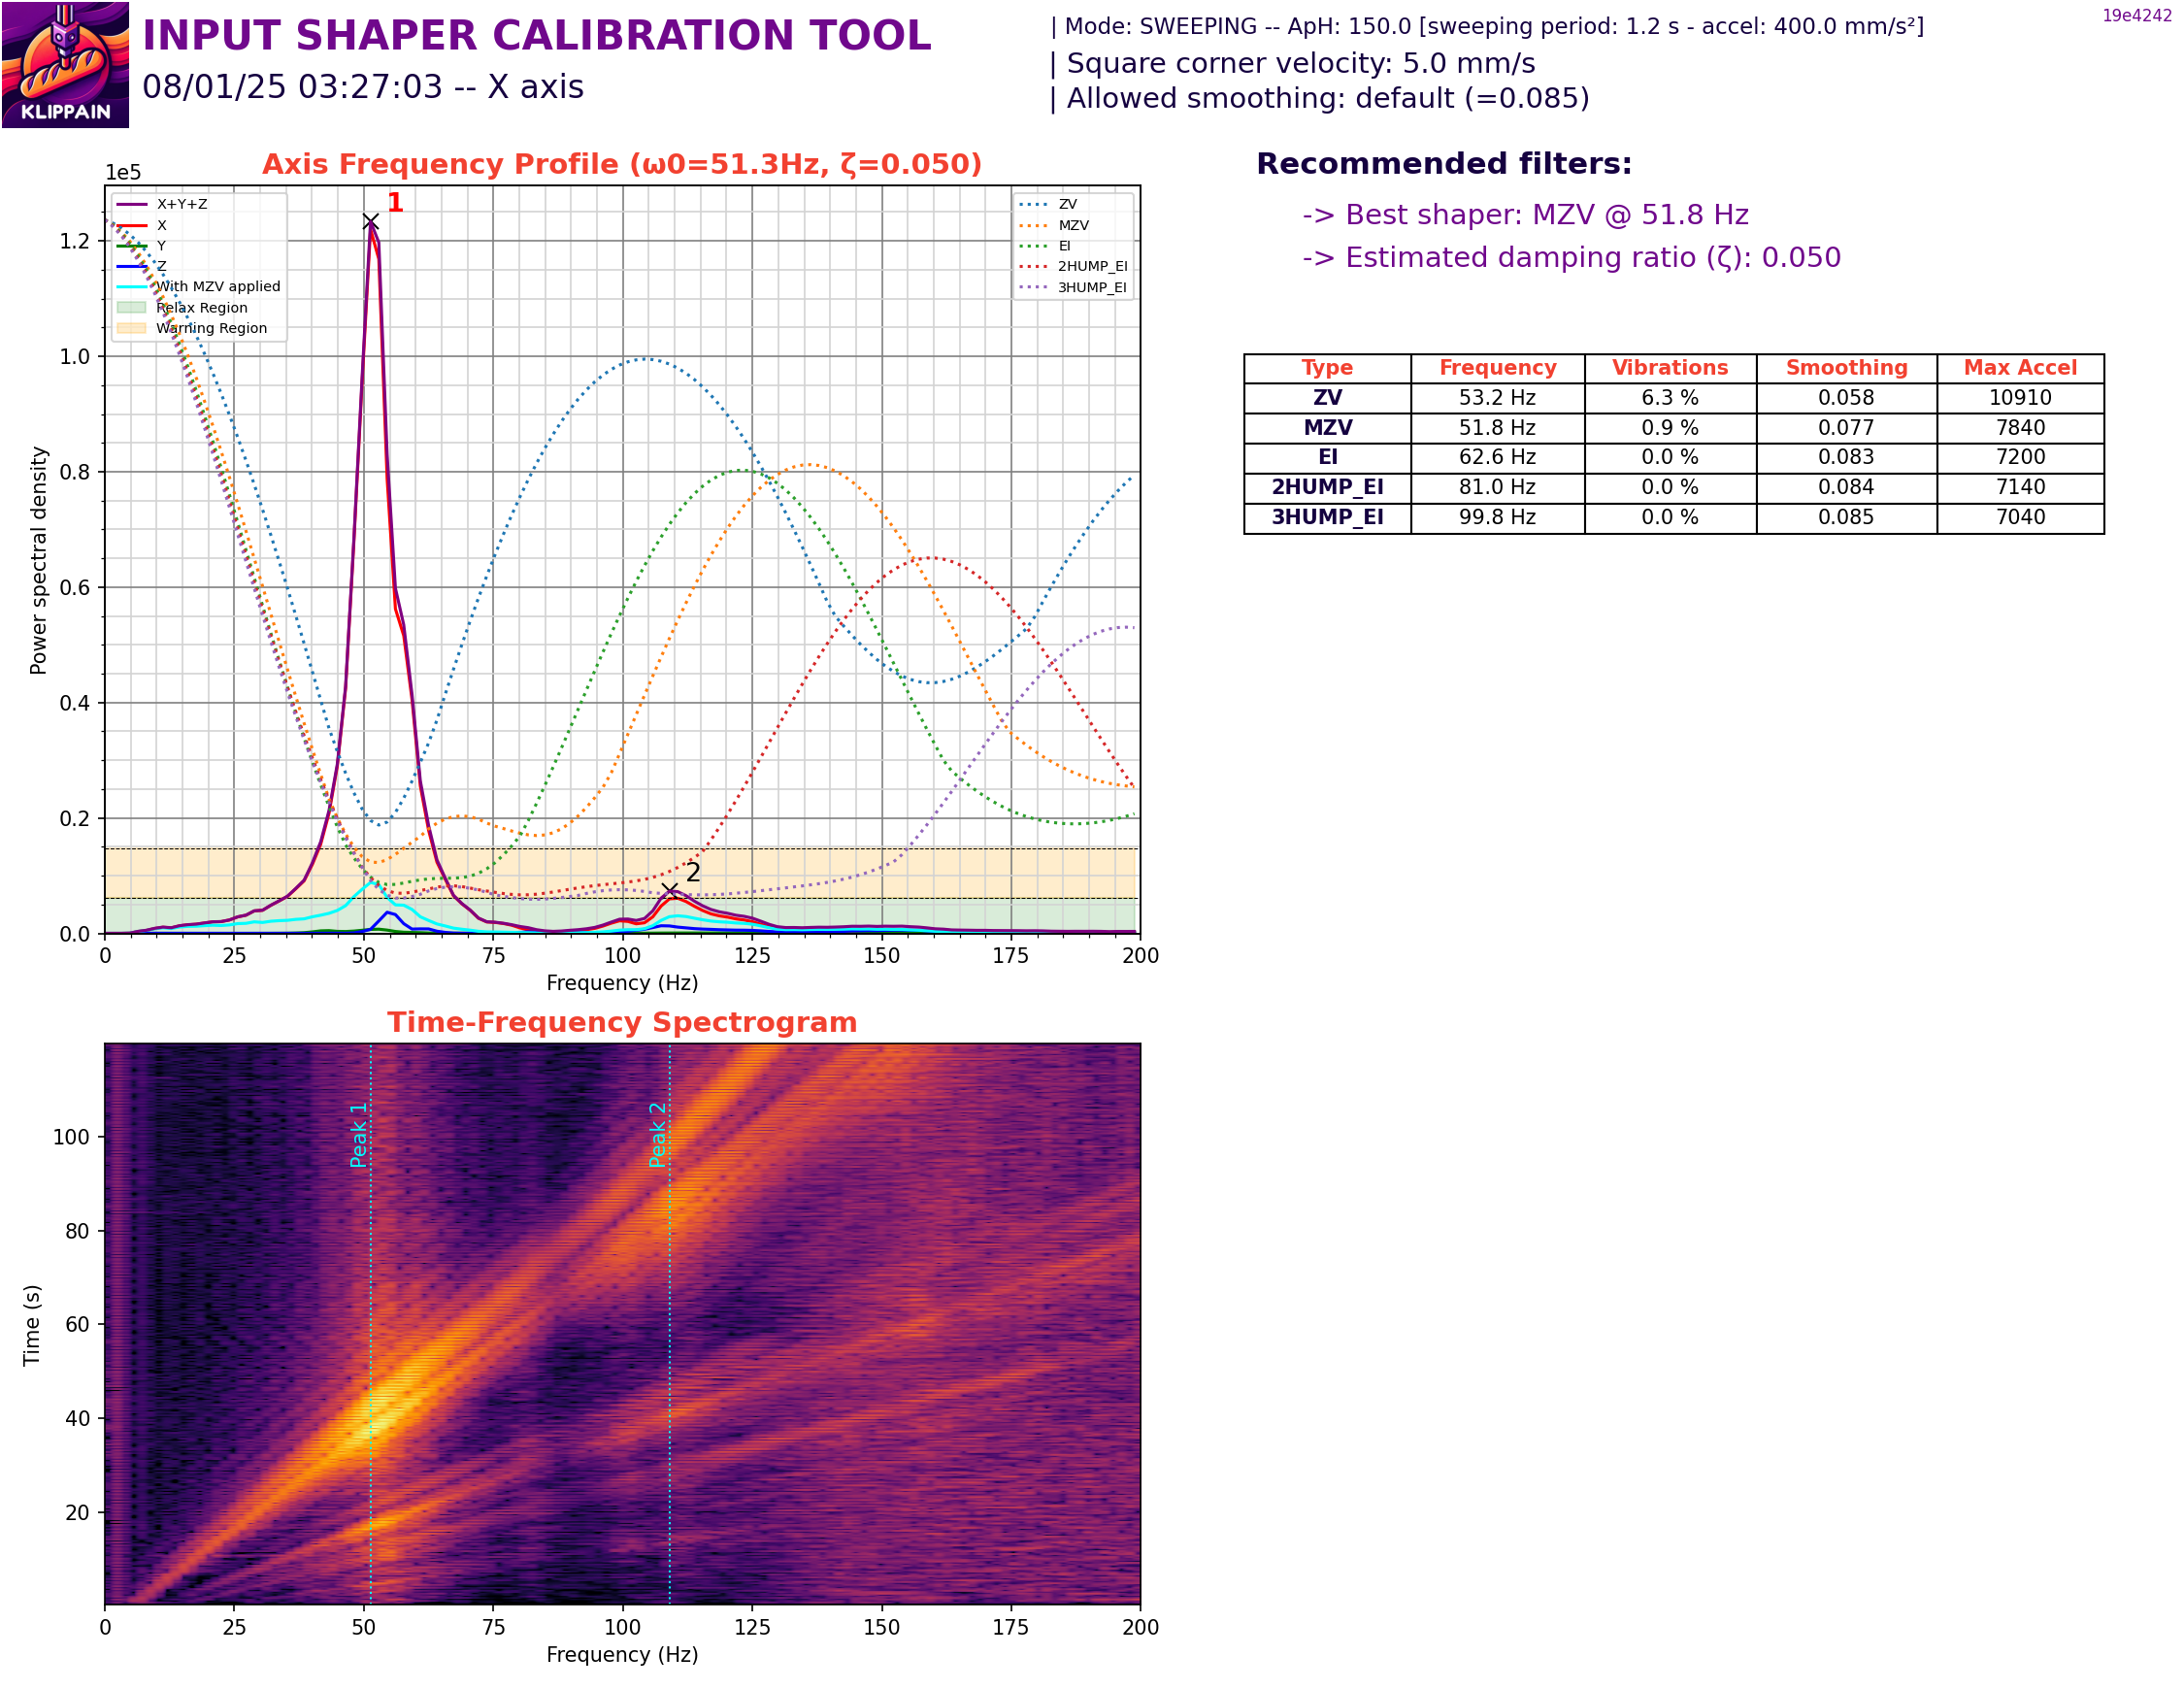 KLIPPAIN
INPUT SHAPER CALIBRATION TOOL
08/01/25 03:27:03 -- X axis
| Mode: SWEEPING -- ApH: 150.0 [sweeping period: 1.2 s - accel: 400.0 mm/s²]
| Square corner velocity: 5.0 mm/s
| Allowed smoothing: default (=0.085)
19e4242
Axis Frequency Profile (ω0=51.3Hz, ζ=0.050)
1e5
X+Y+Z
X
Y
Z
With MZV applied
Relax Region
Warning Region
ZV
MZV
EI
2HUMP_EI
3HUMP_EI
1
2
Power spectral density
1.2
1.0
0.8
0.6
0.4
0.2
0.0
0 25 50 75 100 125 150 175 200
Frequency (Hz)
Recommended filters:
-> Best shaper: MZV @ 51.8 Hz
-> Estimated damping ratio (ζ): 0.050
Type Frequency Vibrations Smoothing Max Accel
ZV 53.2 Hz 6.3 % 0.058 10910
MZV 51.8 Hz 0.9 % 0.077 7840
EI 62.6 Hz 0.0 % 0.083 7200
2HUMP_EI 81.0 Hz 0.0 % 0.084 7140
3HUMP_EI 99.8 Hz 0.0 % 0.085 7040
Time-Frequency Spectrogram
Peak 1
Peak 2
Time (s)
100
80
60
40
20
0 25 50 75 100 125 150 175 200
Frequency (Hz)